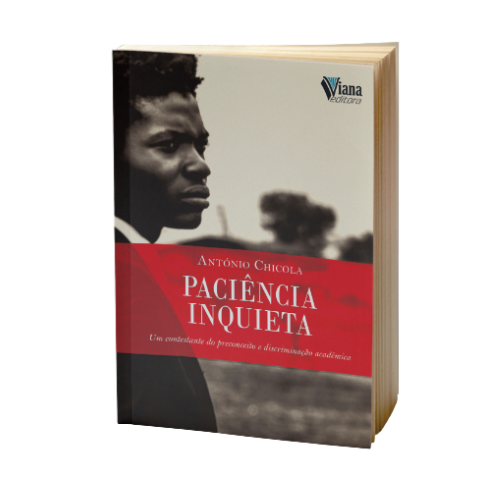 Viana
editora
António Chicola
PACIÊNCIA
INQUIETA
Um contestante do preconceito e discriminação académica